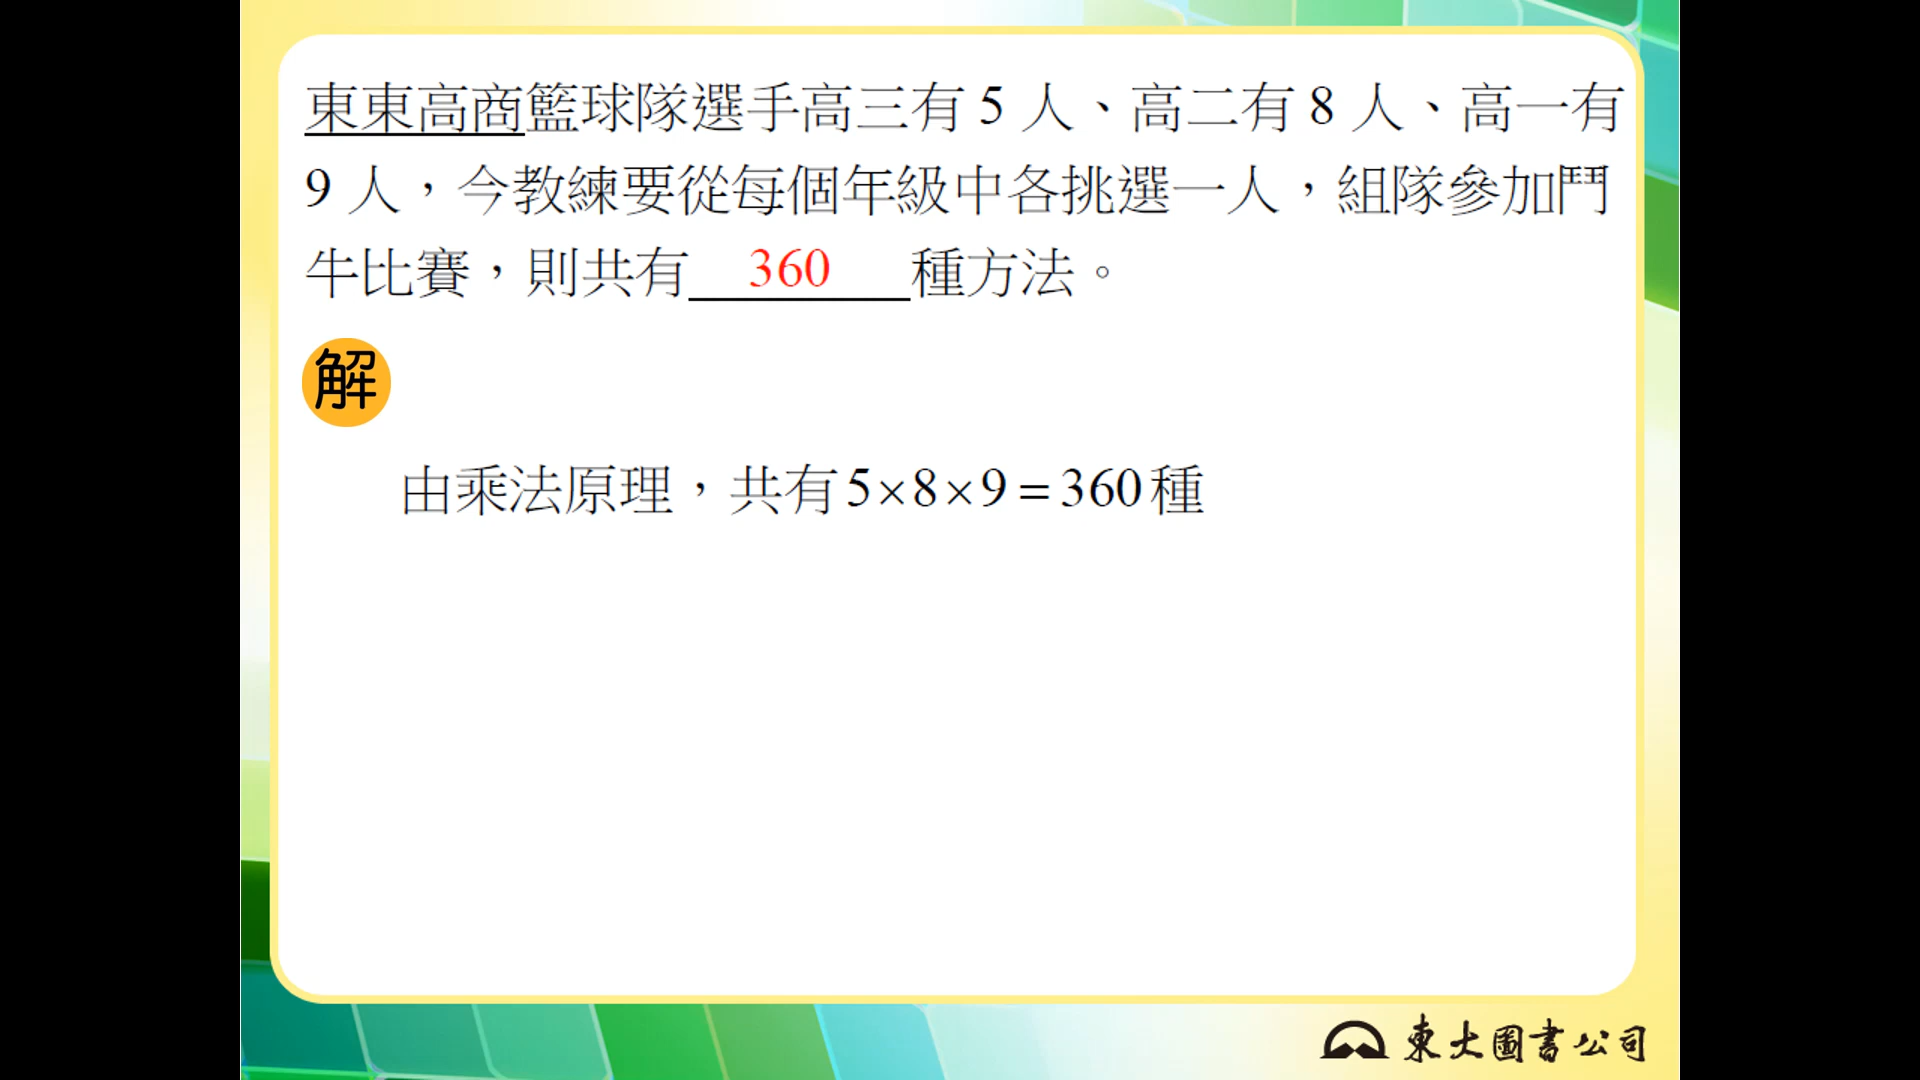 東東高商籃球隊選手高三有 5 人、高二有 8 人、高一有
9 人，今教練要從每個年級中各挑選一人，組隊參加鬥
牛比賽，則共有 360 種方法。
解
由乘法原理，共有5×8×9=360種
東大圖書公司